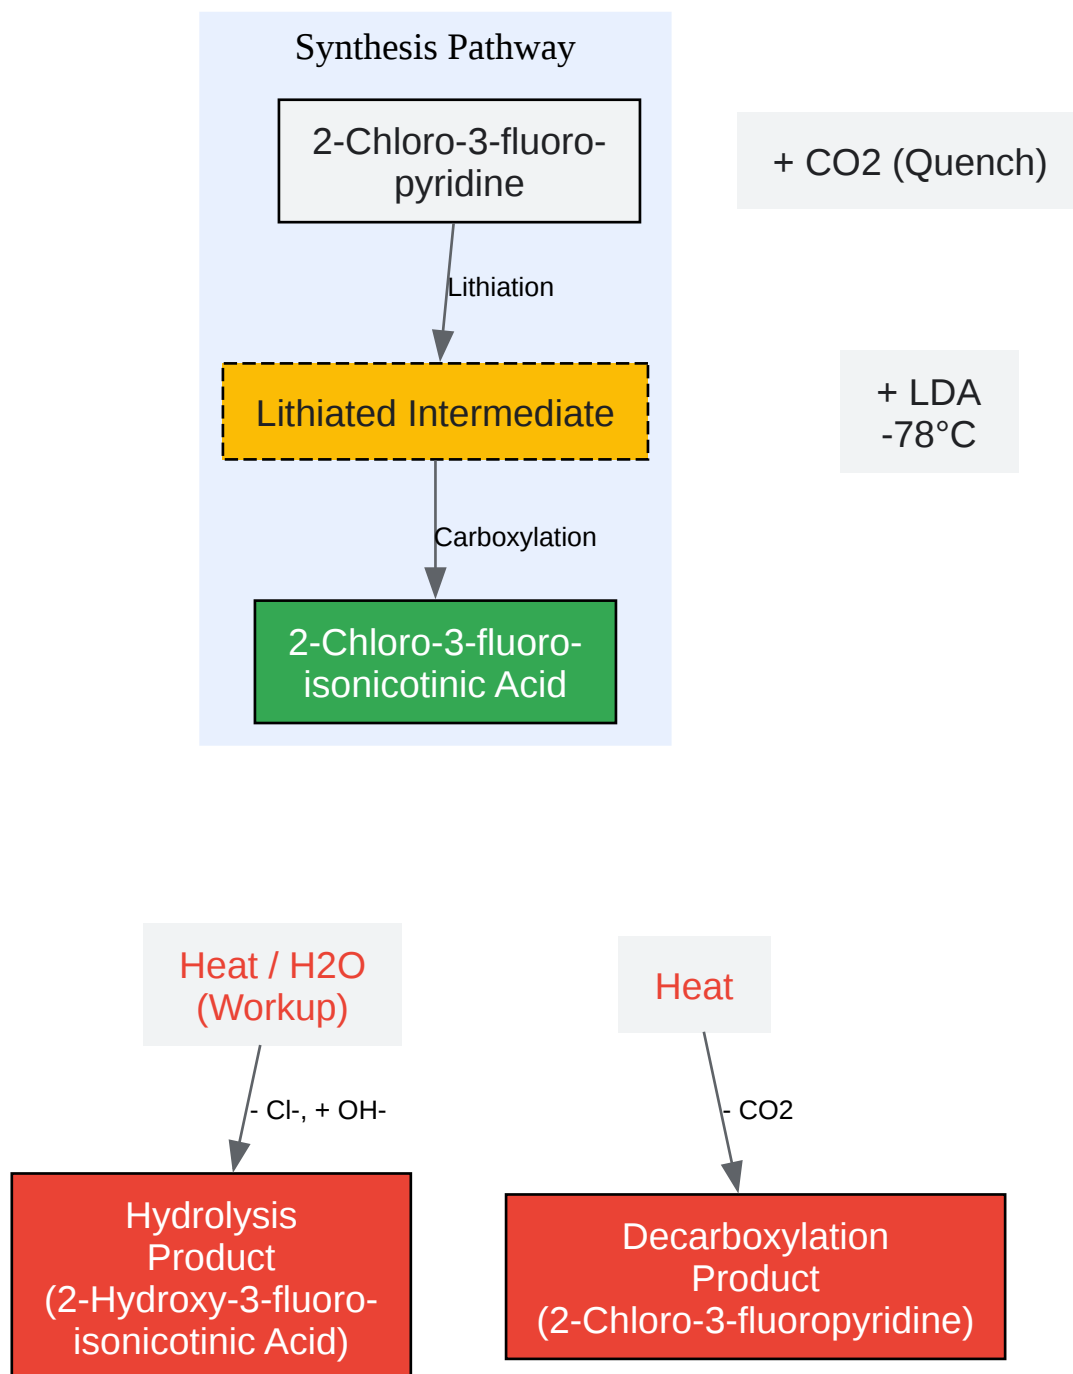 Synthesis Pathway
2-Chloro-3-fluoro-
pyridine
+ CO2 (Quench)
Lithiation
Lithiated Intermediate
+ LDA
-78°C
Carboxylation
2-Chloro-3-fluoro-
isonicotinic Acid
Heat / H2O
(Workup)
Heat
- Cl-, + OH-
- CO2
Hydrolysis
Product
(2-Hydroxy-3-fluoro-
isonicotinic Acid)
Decarboxylation
Product
(2-Chloro-3-fluoropyridine)